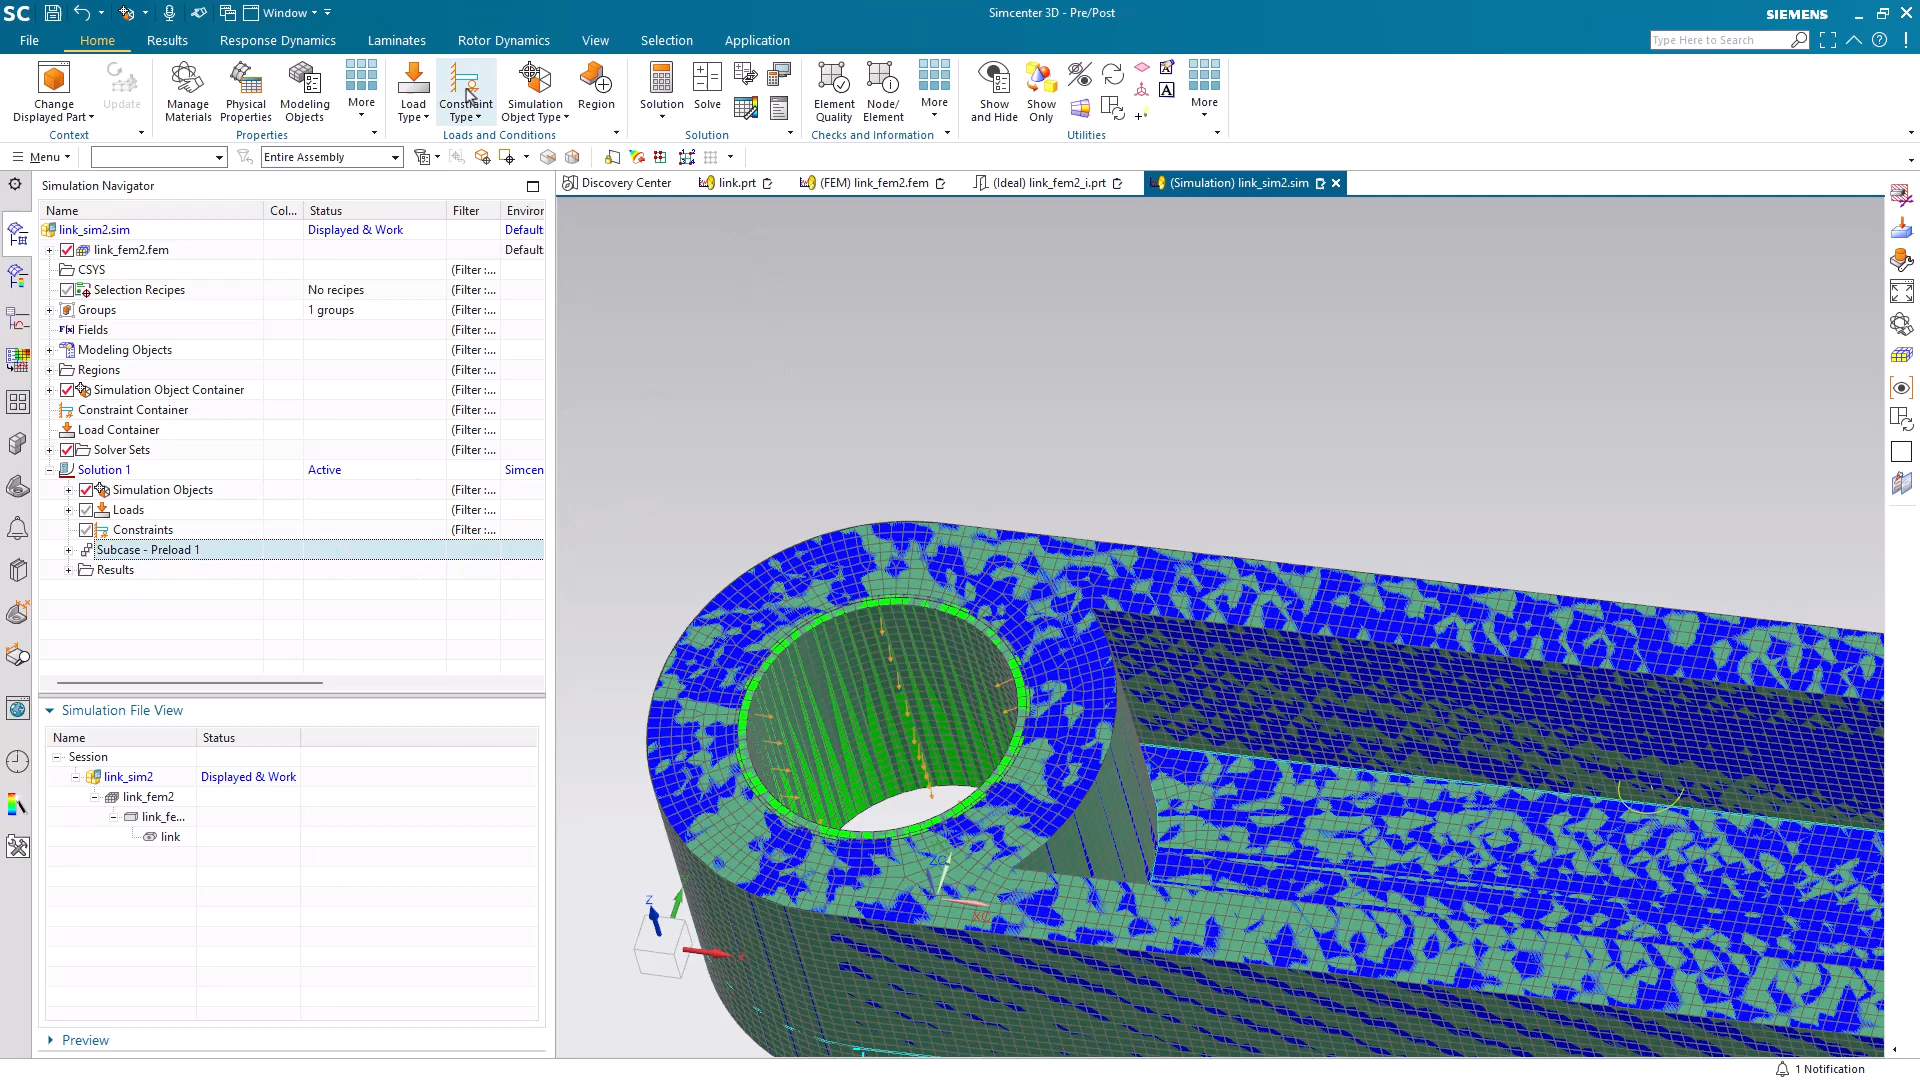 SC Window Simcenter 3D - Pre/Post SIEMENS
File Home Results Response Dynamics Laminates Rotor Dynamics View Selection Application Type Here to Search
Change Displayed Part Update Manage Materials Physical Properties Modeling Objects More Load Type Constraint Type Simulation Object Type Region Solution Solve Element Quality Node/Element More Show and Hide Show Only More
Context Properties Loads and Conditions Solution Checks and Information Utilities
Menu Entire Assembly
Simulation Navigator Discovery Center link.prt (FEM) link_fem2.fem (Ideal) link_fem2_i.prt (Simulation) link_sim2.sim
Name Col... Status Filter Environ
link_sim2.sim Displayed & Work Default
link_fem2.fem Default
CSYS (Filter :...
Selection Recipes No recipes (Filter :...
Groups 1 groups (Filter :...
F(x) Fields (Filter :...
Modeling Objects (Filter :...
Regions (Filter :...
Simulation Object Container (Filter :...
Constraint Container (Filter :...
Load Container (Filter :...
Solver Sets (Filter :...
Solution 1 Active Simcen
Simulation Objects (Filter :...
Loads (Filter :...
Constraints (Filter :...
Subcase - Preload 1
Results
Simulation File View
Name Status
Session
link_sim2 Displayed & Work
link_fem2
link_fe...
link
Preview
ZC
XC
Z
1 Notification